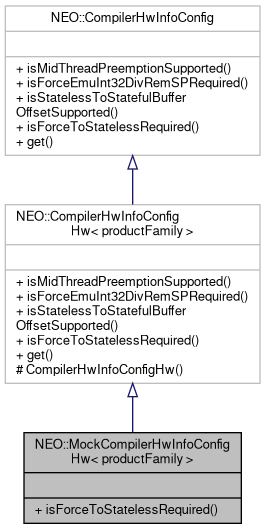 NEO::CompilerHwInfoConfig
+ isMidThreadPreemptionSupported()
+ isForceEmuInt32DivRemSPRequired()
+ isStatelessToStatefulBuffer
OffsetSupported()
+ isForceToStatelessRequired()
+ get()
NEO::CompilerHwInfoConfig
Hw< productFamily >
+ isMidThreadPreemptionSupported()
+ isForceEmuInt32DivRemSPRequired()
+ isStatelessToStatefulBuffer
OffsetSupported()
+ isForceToStatelessRequired()
+ get()
# CompilerHwInfoConfigHw()
NEO::MockCompilerHwInfoConfig
Hw< productFamily >
+ isForceToStatelessRequired()